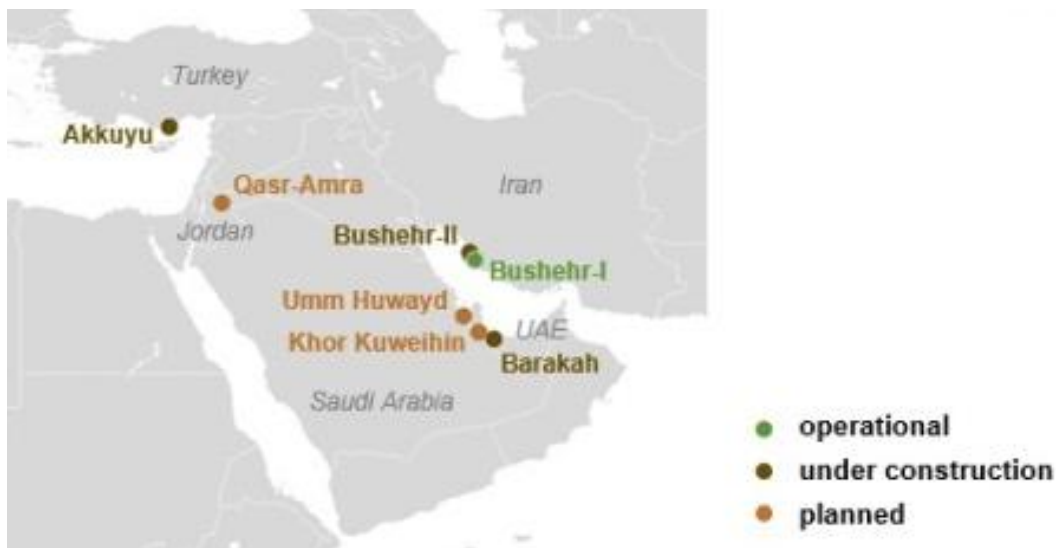 Turkey
Akkuyu
Qasr-Amra
Iran
Jordan
Bushehr-II
Bushehr-I
Umm Huwayd
UAE
Khor Kuweihin
Barakah
Saudi Arabia
operational
under construction
planned